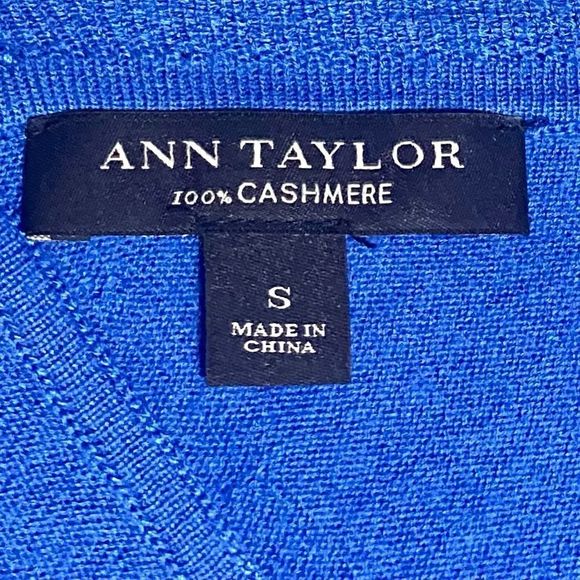 ANN TAYLOR
100% CASHMERE
S
MADE IN
CHINA